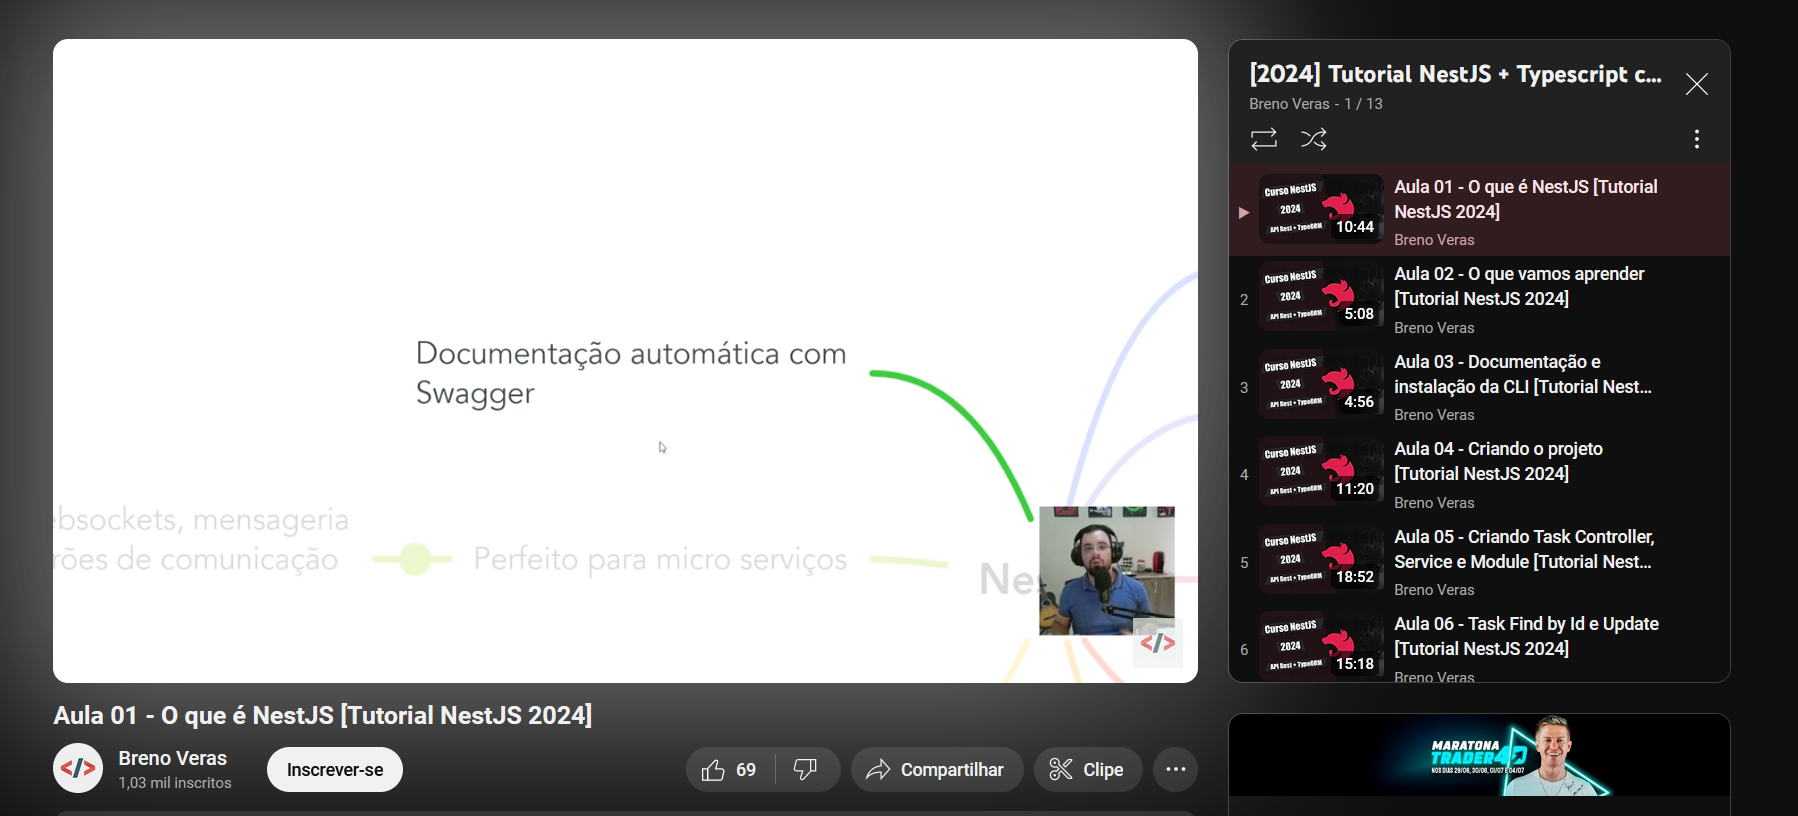 Documentação automática com
Swagger
ebsockets, mensageria
rões de comunicação
Perfeito para micro serviços
Nes
</>
Aula 01 - O que é NestJS [Tutorial NestJS 2024]
</>
Breno Veras
1,03 mil inscritos
Inscrever-se
69
Compartilhar
Clipe
[2024] Tutorial NestJS + Typescript c...
Breno Veras - 1 / 13
Curso NestJS
2024
API Rest + TypeORM
10:44
Aula 01 - O que é NestJS [Tutorial
NestJS 2024]
Breno Veras
2
Curso NestJS
2024
API Rest + TypeORM
5:08
Aula 02 - O que vamos aprender
[Tutorial NestJS 2024]
Breno Veras
3
Curso NestJS
2024
API Rest + TypeORM
4:56
Aula 03 - Documentação e
instalação da CLI [Tutorial Nest...
Breno Veras
4
Curso NestJS
2024
API Rest + TypeORM
11:20
Aula 04 - Criando o projeto
[Tutorial NestJS 2024]
Breno Veras
5
Curso NestJS
2024
API Rest + TypeORM
18:52
Aula 05 - Criando Task Controller,
Service e Module [Tutorial Nest...
Breno Veras
6
Curso NestJS
2024
API Rest + TypeORM
15:18
Aula 06 - Task Find by Id e Update
[Tutorial NestJS 2024]
Breno Veras
MARATONA
TRADER 4D
NOS DIAS 29/06, 30/06, 01/07 E 04/07